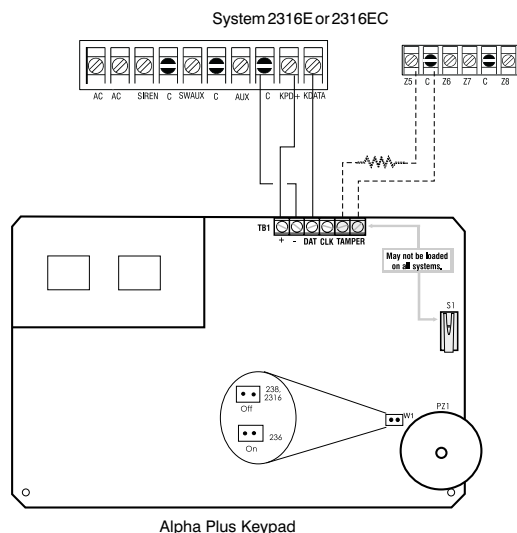 System 2316E or 2316EC
AC AC SIREN C SWAUX C AUX C KPD+ KDATA
Z5 C Z6 Z7 C Z8
TB1
+ - DAT CLK TAMPER
May not be loaded
on all systems.
S1
238,
2316
Off
236
On
W1
PZ1
Alpha Plus Keypad